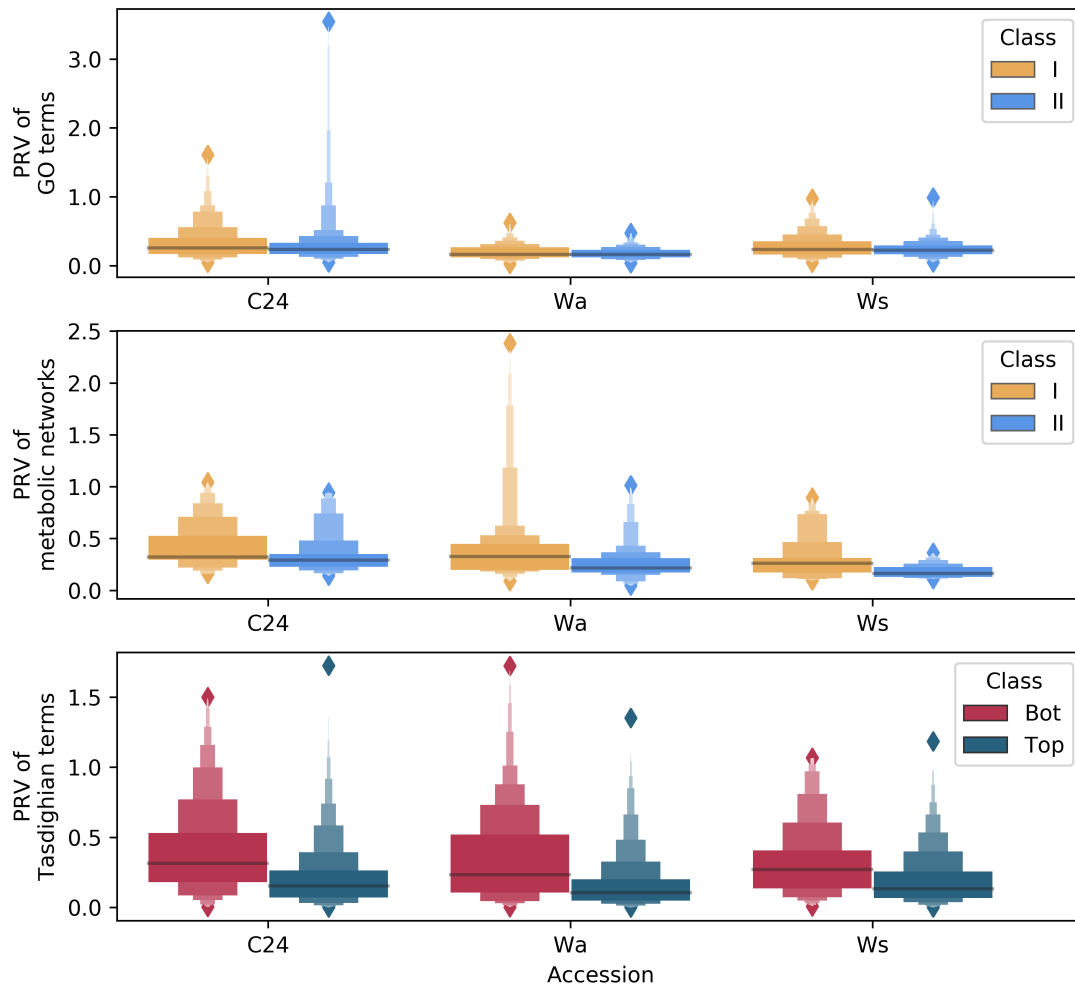 PRV of
GO terms
3.0
2.0
1.0
0.0
Class
I
II
C24
Wa
Ws
PRV of
metabolic networks
2.5
2.0
1.5
1.0
0.5
0.0
Class
I
II
C24
Wa
Ws
PRV of
Tasdighian terms
1.5
1.0
0.5
0.0
Class
Bot
Top
C24
Wa
Ws
Accession